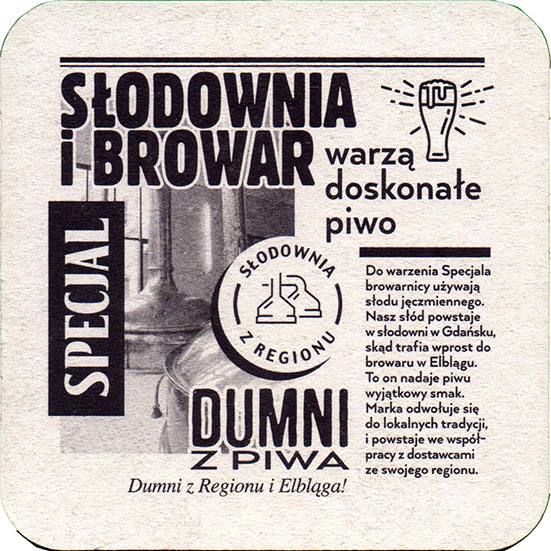 SŁODOWNIA
i BROWAR
warzą
doskonałe
piwo
SPECJAL
SŁODOWNIA
Z REGIONU
Do warzenia Specjala
browarnicy używają
słodu jęczmiennego.
Nasz słód powstaje
w słodowni w Gdańsku,
skąd trafia wprost do
browaru w Elblągu.
To on nadaje piwu
wyjątkowy smak.
Marka odwołuje się
do lokalnych tradycji,
i powstaje we współ-
pracy z dostawcami
ze swojego regionu.
DUMNI
Z PIWA
Dumni z Regionu i Elbląga!